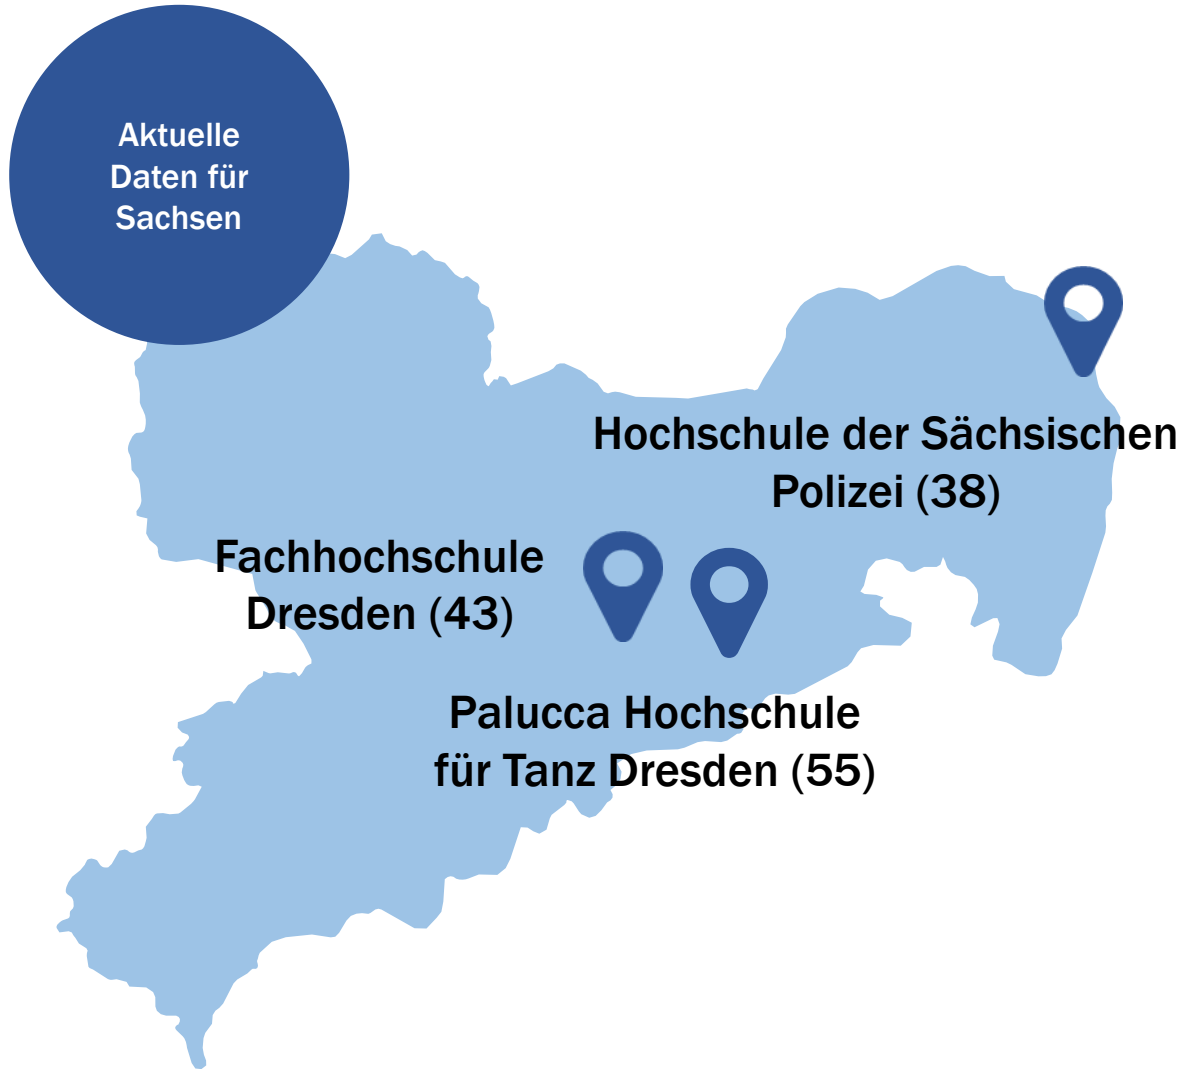 Aktuelle
Daten für
Sachsen
Hochschule der Sächsischen
Polizei (38)
Fachhochschule
Dresden (43)
Palucca Hochschule
für Tanz Dresden (55)